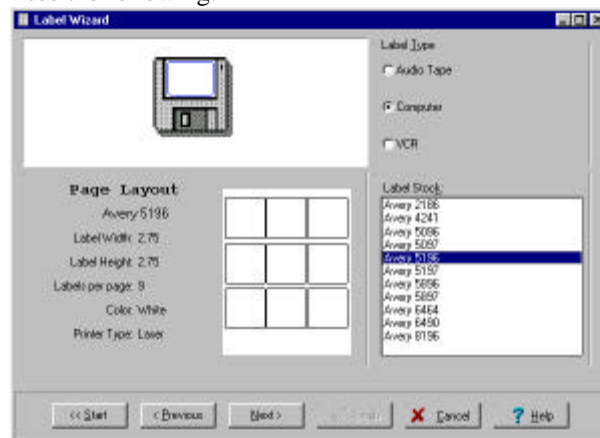 Label Wizard
Label Type
Audio Tape
Computer
VCR
Page Layout
Avery 5196
Label Width: 2.75
Label Height: 2.75
Labels per page: 9
Color: White
Printer Type: Laser
Label Stock:
Avery 2186
Avery 4241
Avery 5096
Avery 5097
Avery 5196
Avery 5197
Avery 5896
Avery 5897
Avery 6464
Avery 6490
Avery 8196
<< Start
< Previous
Next >
Cancel
? Help